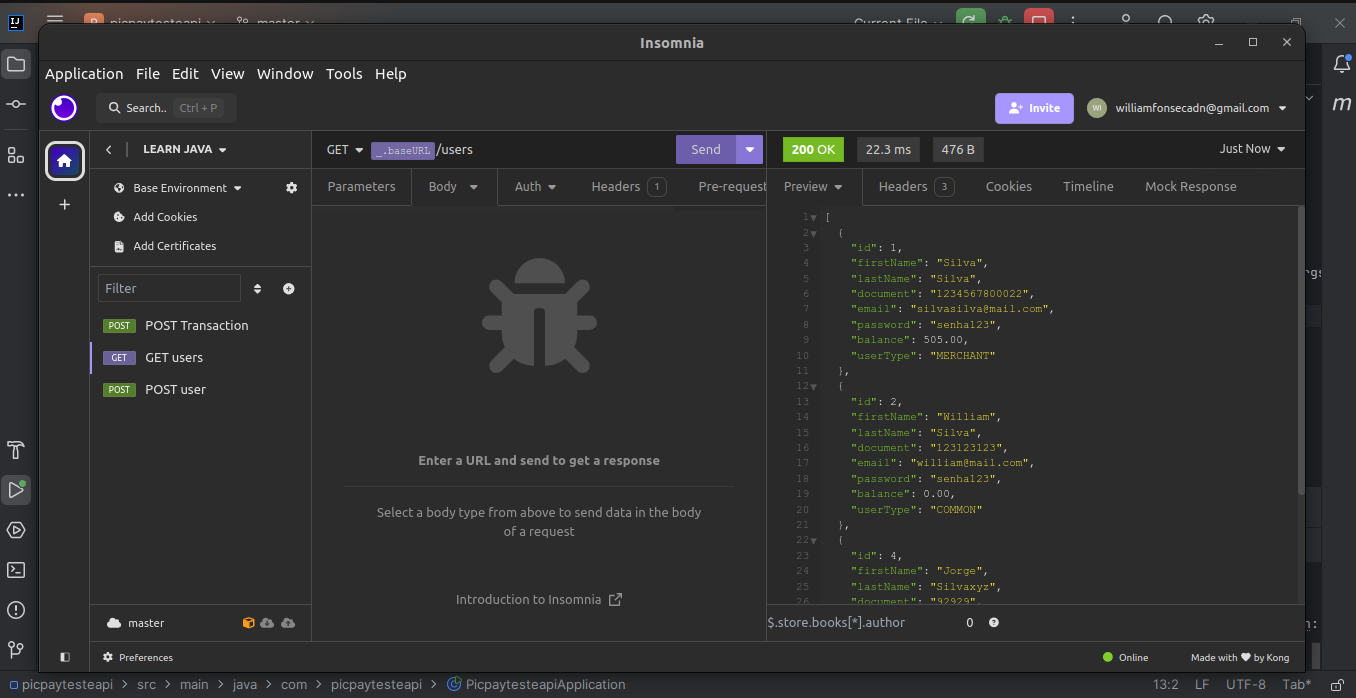 picpaytesteapi
master
Current File
Insomnia
Application File Edit View Window Tools Help
Search.. Ctrl + P
Invite
WI
williamfonsecadn@gmail.com
LEARN JAVA
GET _.baseURL /users
Send
200 OK
22.3 ms
476 B
Just Now
Base Environment
Add Cookies
Add Certificates
Filter
POST POST Transaction
GET GET users
POST POST user
master
Preferences
Parameters Body Auth Headers 1 Pre-request
Enter a URL and send to get a response
Select a body type from above to send data in the body
of a request
Introduction to Insomnia
Preview Headers 3 Cookies Timeline Mock Response
1 [
2 {
3 "id": 1,
4 "firstName": "Silva",
5 "lastName": "Silva",
6 "document": "1234567800022",
7 "email": "silvasilva@mail.com",
8 "password": "senha123",
9 "balance": 505.00,
10 "userType": "MERCHANT"
11 },
12 {
13 "id": 2,
14 "firstName": "William",
15 "lastName": "Silva",
16 "document": "123123123",
17 "email": "william@mail.com",
18 "password": "senha123",
19 "balance": 0.00,
20 "userType": "COMMON"
21 },
22 {
23 "id": 4,
24 "firstName": "Jorge",
25 "lastName": "Silvaxyz",
26 "document": "92929",
$.store.books[*].author 0
Online
Made with ♥ by Kong
picpaytesteapi > src > main > java > com > picpaytesteapi > PicpaytesteapiApplication
13:2 LF UTF-8 Tab*